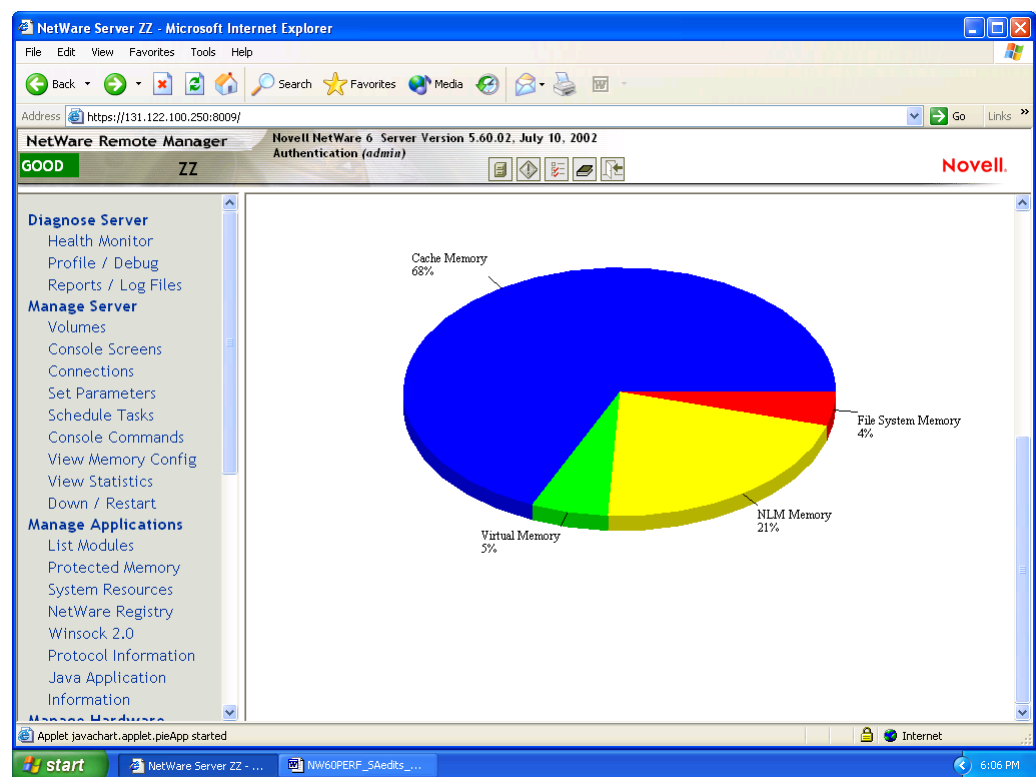 NetWare Server ZZ - Microsoft Internet Explorer
File Edit View Favorites Tools Help
Back Search Favorites Media
Address https://131.122.100.250:8009/ Go Links »
NetWare Remote Manager
GOOD ZZ
Novell NetWare 6 Server Version 5.60.02, July 10, 2002
Authentication (admin)
Novell.
Diagnose Server
Health Monitor
Profile / Debug
Reports / Log Files
Manage Server
Volumes
Console Screens
Connections
Set Parameters
Schedule Tasks
Console Commands
View Memory Config
View Statistics
Down / Restart
Manage Applications
List Modules
Protected Memory
System Resources
NetWare Registry
Winsock 2.0
Protocol Information
Java Application
Information
Manage Hardware
Cache Memory
68%
File System Memory
4%
NLM Memory
21%
Virtual Memory
5%
Applet javachart.applet.pieApp started Internet
start NetWare Server ZZ - ... NW60PERF_SAedits_... 6:06 PM